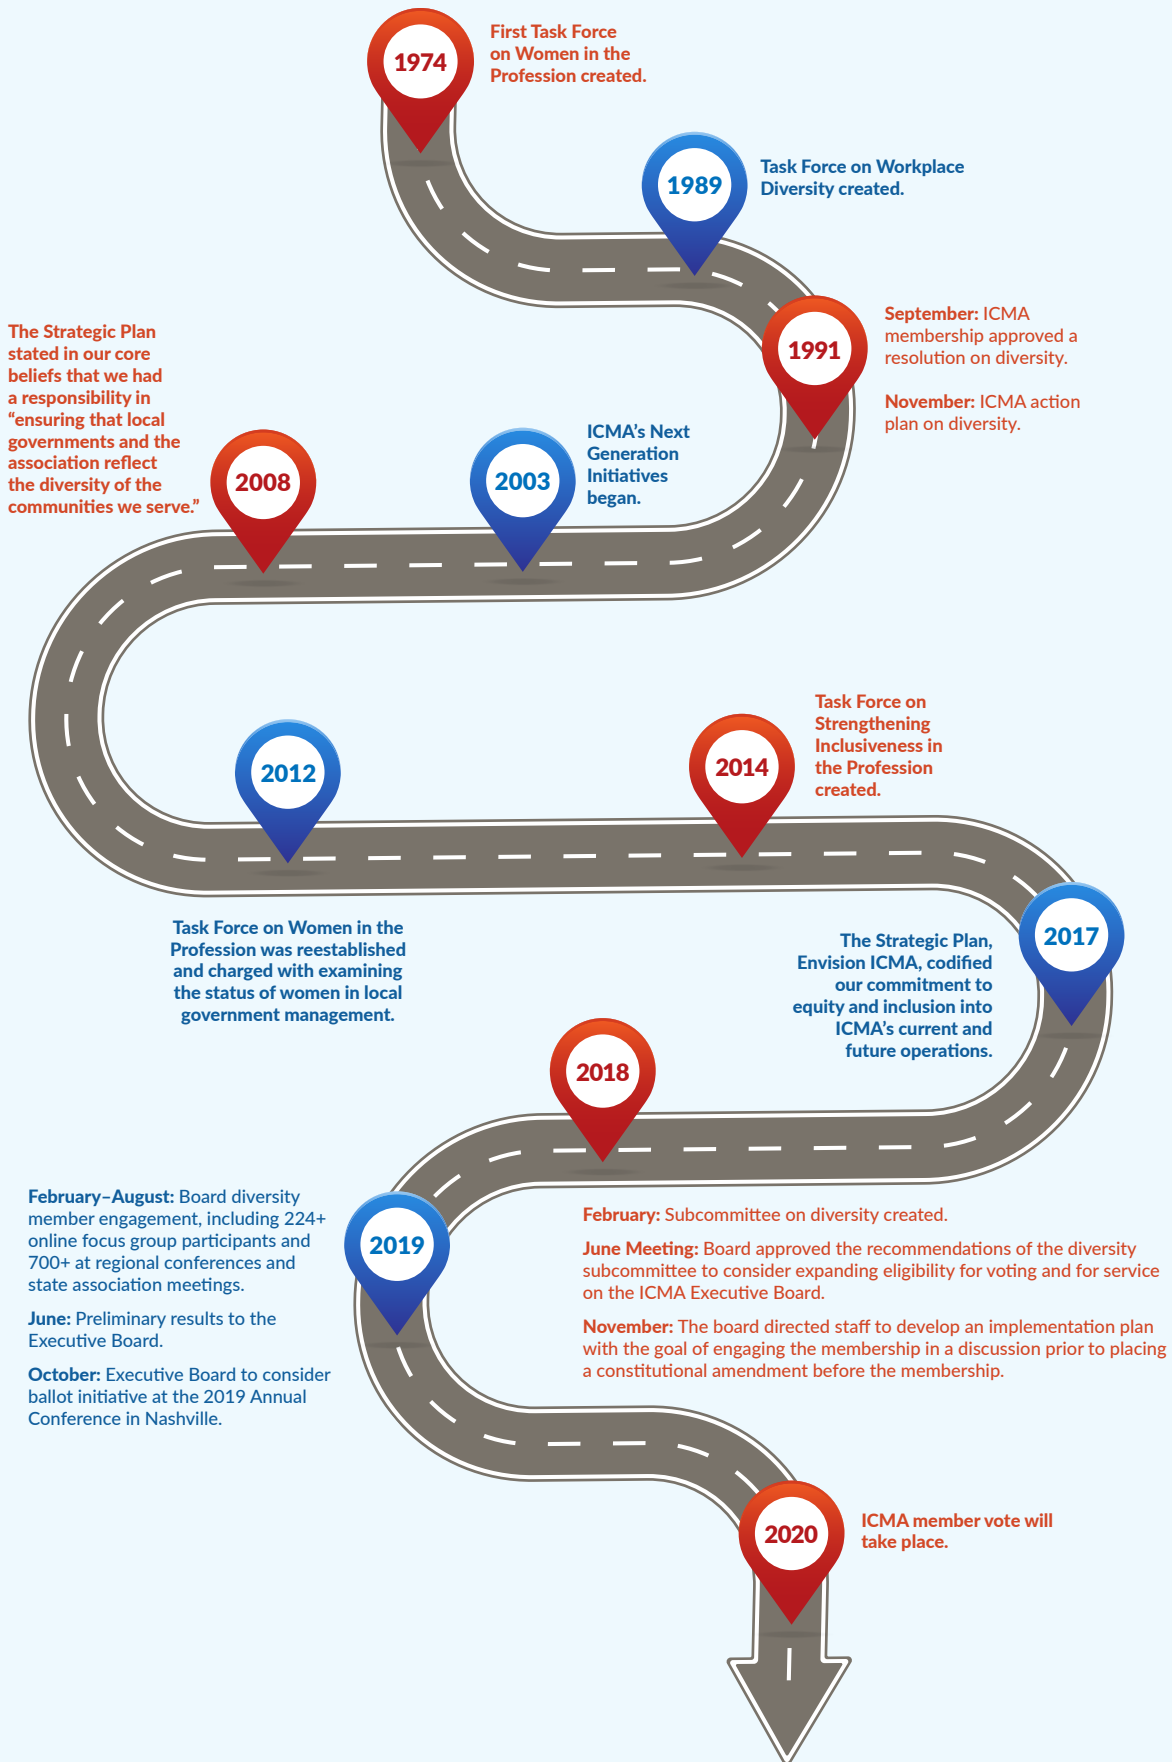 1974
First Task Force
on Women in the
Profession created.
1989
Task Force on Workplace
Diversity created.
1991
September: ICMA
membership approved a
resolution on diversity.
November: ICMA action
plan on diversity.
2003
ICMA’s Next
Generation
Initiatives
began.
2008
The Strategic Plan
stated in our core
beliefs that we had
a responsibility in
“ensuring that local
governments and the
association reflect
the diversity of the
communities we serve.”
2012
Task Force on Women in the
Profession was reestablished
and charged with examining
the status of women in local
government management.
2014
Task Force on
Strengthening
Inclusiveness in
the Profession
created.
2017
The Strategic Plan,
Envision ICMA, codified
our commitment to
equity and inclusion into
ICMA’s current and
future operations.
2018
February: Subcommittee on diversity created.
June Meeting: Board approved the recommendations of the diversity
subcommittee to consider expanding eligibility for voting and for service
on the ICMA Executive Board.
November: The board directed staff to develop an implementation plan
with the goal of engaging the membership in a discussion prior to placing
a constitutional amendment before the membership.
2019
February–August: Board diversity
member engagement, including 224+
online focus group participants and
700+ at regional conferences and
state association meetings.
June: Preliminary results to the
Executive Board.
October: Executive Board to consider
ballot initiative at the 2019 Annual
Conference in Nashville.
2020
ICMA member vote will
take place.